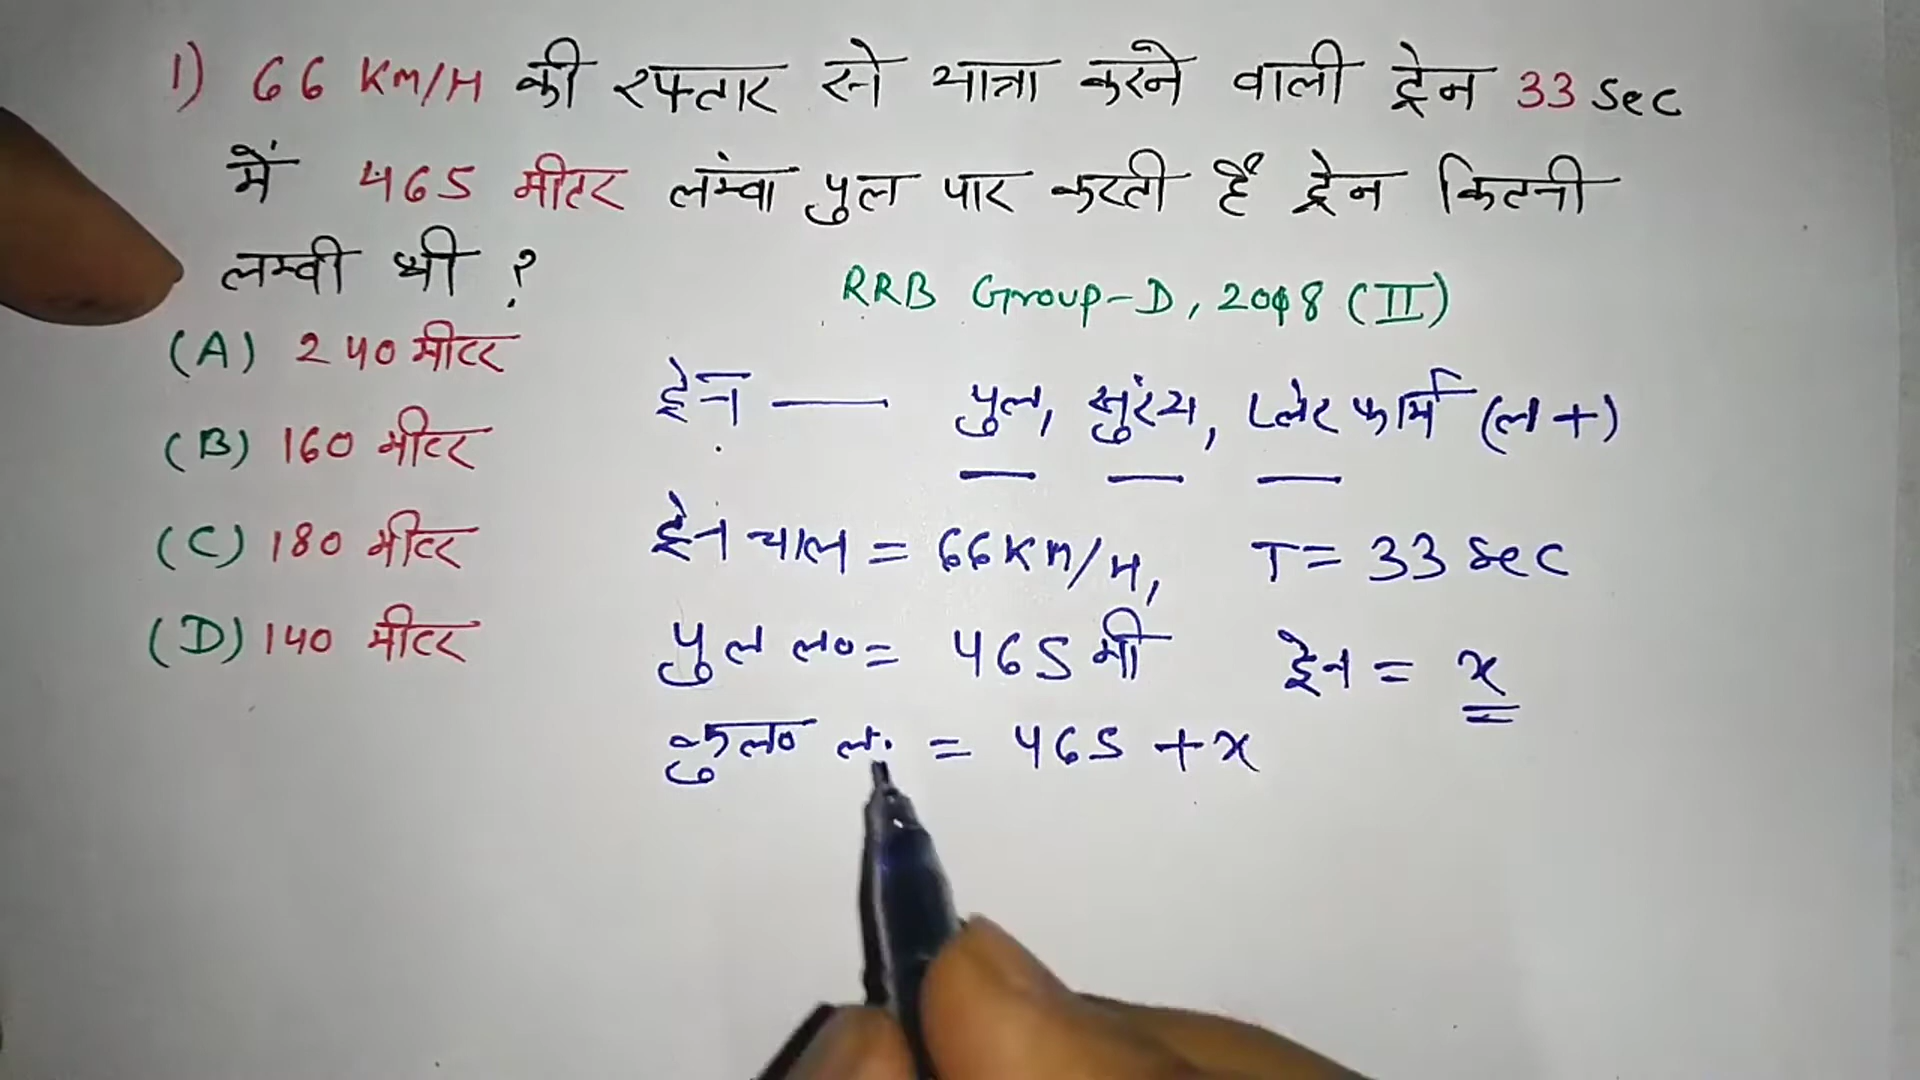 1) 66 Km/H की रफ्तार से यात्रा करने वाली ट्रेन 33 Sec
में 465 मीटर लंम्वा पुल पार करती है ट्रेन कितनी
लम्वी थी ?
RRB Group-D, 2018 (II)
(A) 240 मीटर
(B) 160 मीटर
(C) 180 मीटर
(D) 140 मीटर
ट्रेन — पुल, सुरंग, प्लेटफार्म (ल +)
ट्रेन चाल = 66 Km/H, T = 33 Sec
पुल ल० = 465 मी ट्रेन = x
कुल० ल. = 465 + x